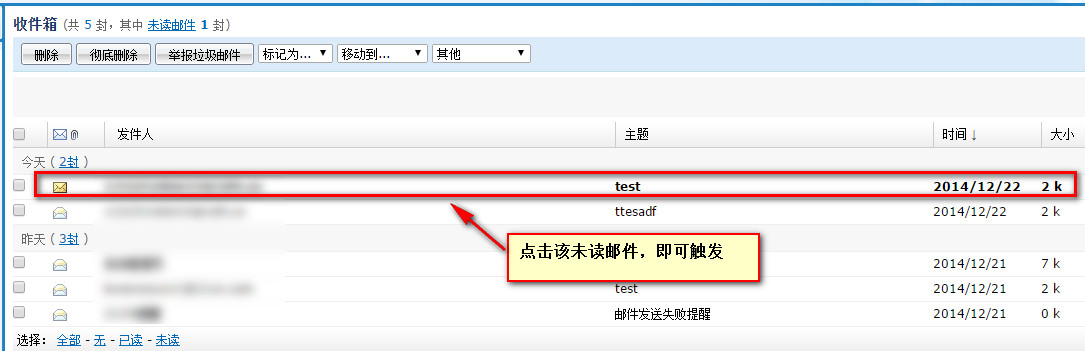 收件箱 (共 5 封，其中 未读邮件 1 封)
删除 彻底删除 举报垃圾邮件 标记为... 移动到... 其他
发件人 主题 时间 ↓ 大小
今天 ( 2封 )
test 2014/12/22 2 k
ttesadf 2014/12/22 2 k
昨天 ( 3封 )
点击该未读邮件，即可触发
2014/12/21 7 k
test 2014/12/21 2 k
邮件发送失败提醒 2014/12/21 0 k
选择： 全部 - 无 - 已读 - 未读